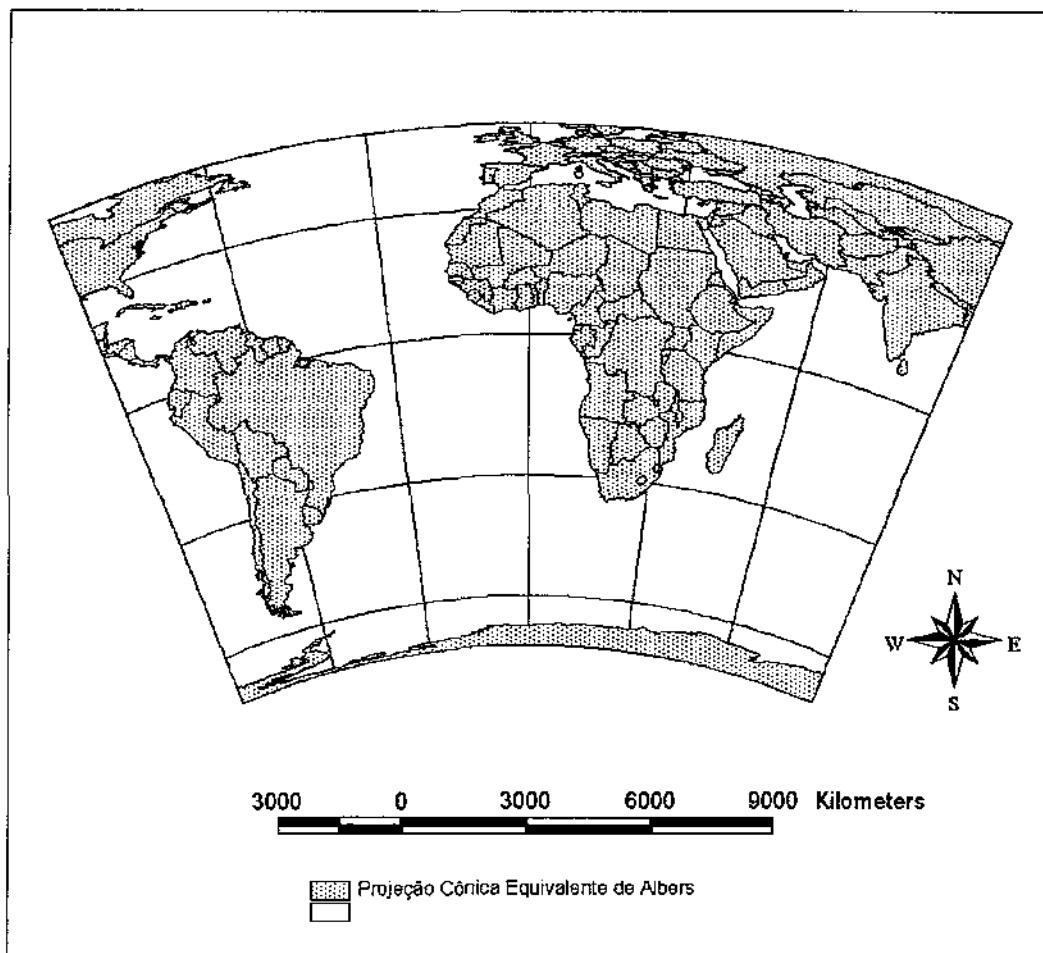 N
W E
S
3000 0 3000 6000 9000 Kilometers
Projeção Cônica Equivalente de Albers